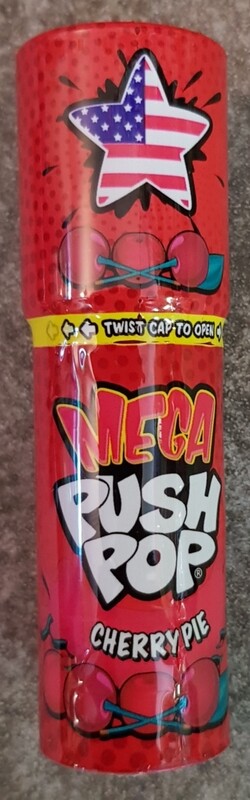 TWIST CAP TO OPEN
MEGA
PUSH
POP®
CHERRY PIE